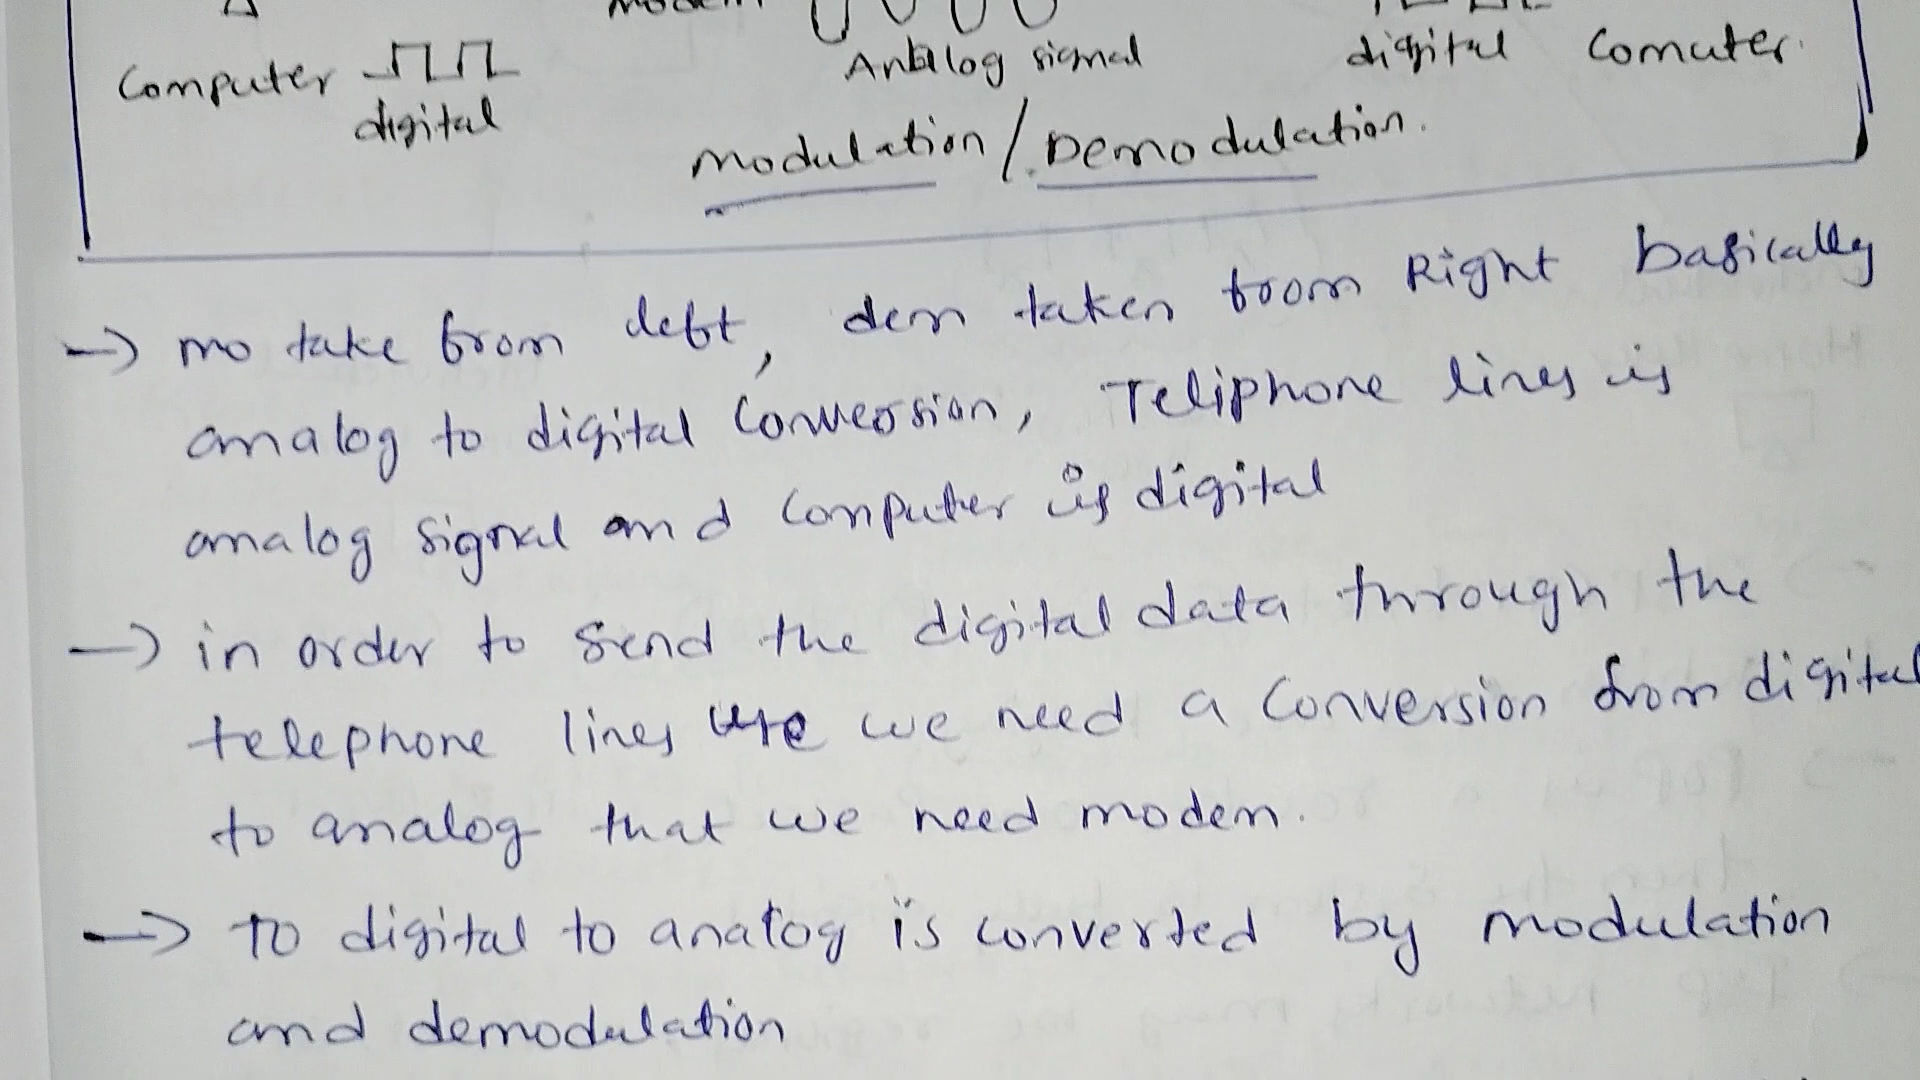 modem
Analog signal
digital Comuter.
Computer
digital
modulation / Demodulation.
→ mo take from left, dem taken from Right basically
analog to digital conversion, Teliphone lines is
analog signal and computer is digital
→ in order to send the digital data through the
telephone lines we need a conversion from digital
to analog that we need modem.
→ To digital to analog is converted by modulation
and demodulation